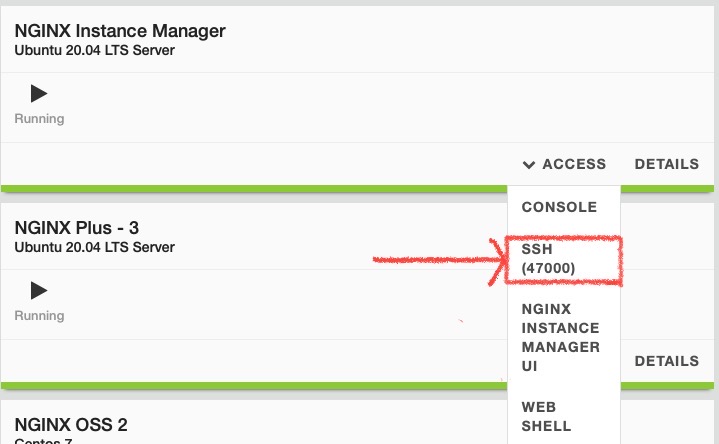 NGINX Instance Manager
Ubuntu 20.04 LTS Server
Running
ACCESS DETAILS
CONSOLE
SSH
(47000)
NGINX
INSTANCE
MANAGER
UI
WEB
SHELL
NGINX Plus - 3
Ubuntu 20.04 LTS Server
Running
DETAILS
NGINX OSS 2
Centos 7